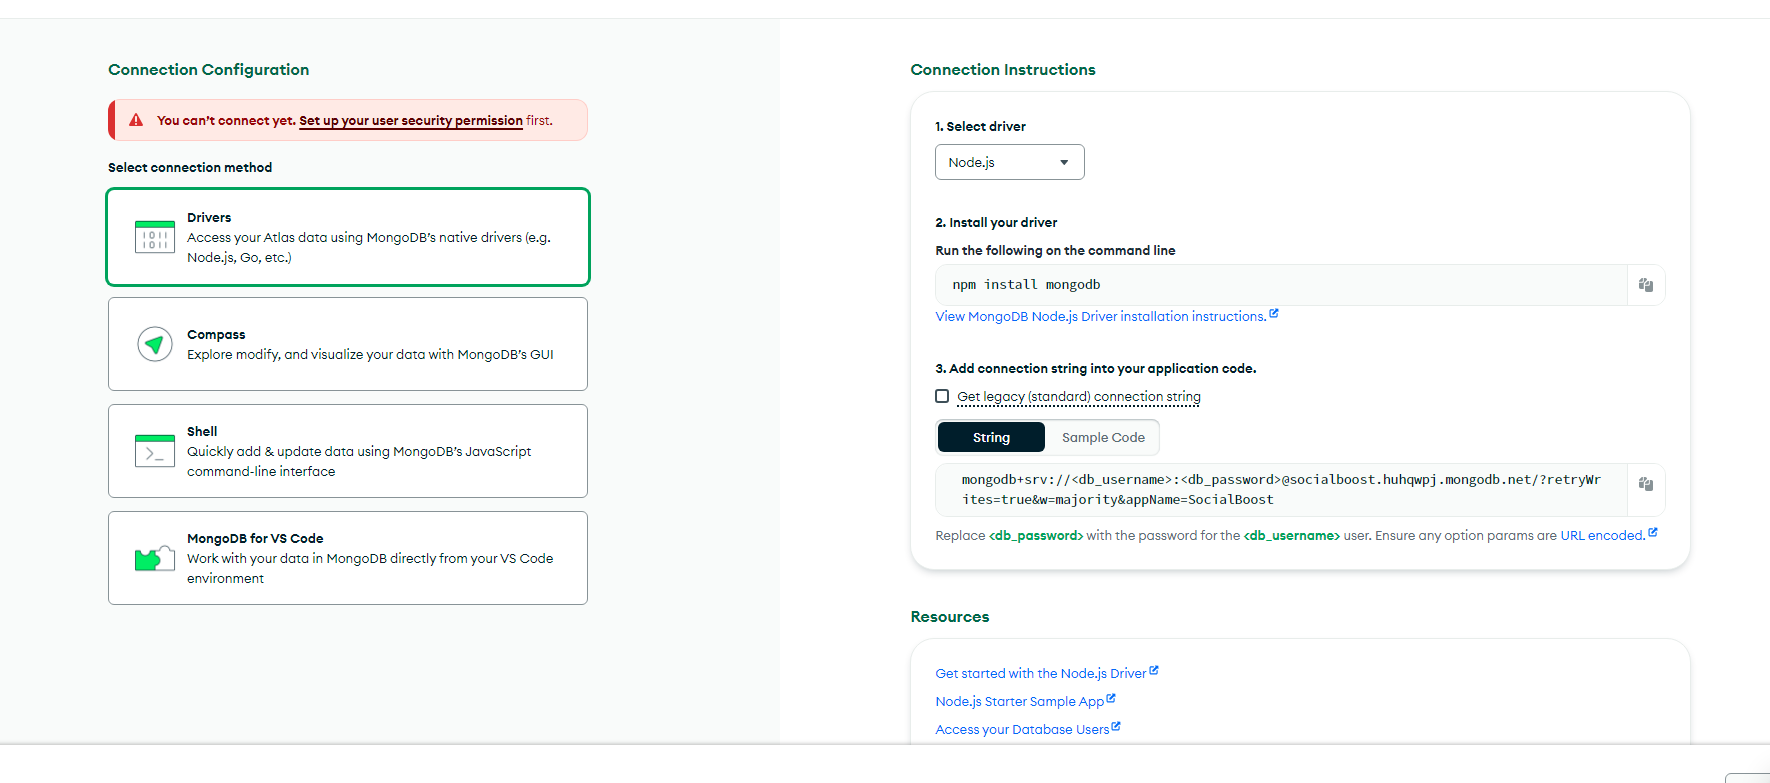 Connection Configuration
You can't connect yet. Set up your user security permission first.
Select connection method
Drivers
Access your Atlas data using MongoDB's native drivers (e.g.
Node.js, Go, etc.)
Compass
Explore modify, and visualize your data with MongoDB's GUI
Shell
Quickly add & update data using MongoDB's JavaScript
command-line interface
MongoDB for VS Code
Work with your data in MongoDB directly from your VS Code
environment
Connection Instructions
1. Select driver
Node.js
2. Install your driver
Run the following on the command line
npm install mongodb
View MongoDB Node.js Driver installation instructions.
3. Add connection string into your application code.
Get legacy (standard) connection string
String Sample Code
mongodb+srv://<db_username>:<db_password>@socialboost.huhqwpj.mongodb.net/?retryWr
ites=true&w=majority&appName=SocialBoost
Replace <db_password> with the password for the <db_username> user. Ensure any option params are URL encoded.
Resources
Get started with the Node.js Driver
Node.js Starter Sample App
Access your Database Users